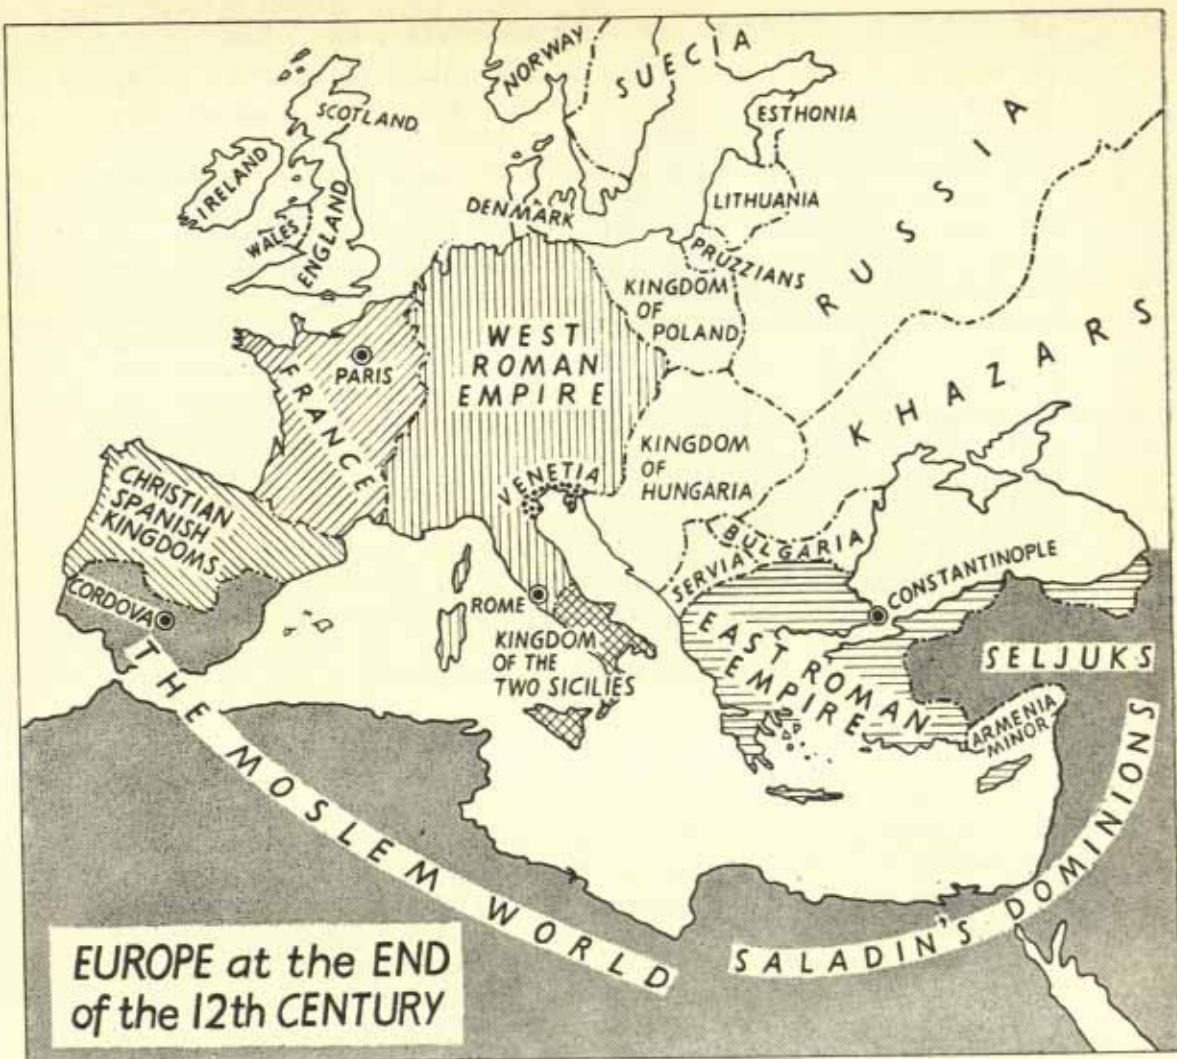 NORWAY
SUECIA
SCOTLAND
ESTHONIA
IRELAND
RUSSIA
LITHUANIA
DENMARK
WALES
ENGLAND
PRUZZIANS
KINGDOM
OF
POLAND
WEST
ROMAN
EMPIRE
KHAZARS
PARIS
FRANCE
KINGDOM
OF
HUNGARIA
VENETIA
CHRISTIAN
SPANISH
KINGDOMS
BULGARIA
SERVIA
CONSTANTINOPLE
CORDOVA
ROME
KINGDOM
OF THE
TWO SICILIES
EAST ROMAN
EMPIRE
SELJUKS
ARMENIA
MINOR
THE MOSLEM WORLD
SALADIN'S DOMINIONS
EUROPE at the END
of the 12th CENTURY